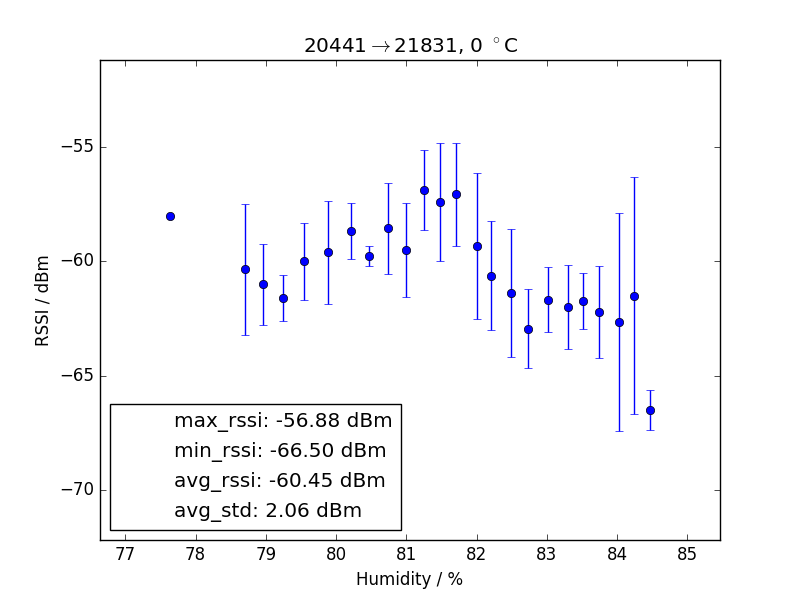 20441→21831, 0 °C
RSSI / dBm
−55
−60
−65
−70
max_rssi: -56.88 dBm
min_rssi: -66.50 dBm
avg_rssi: -60.45 dBm
avg_std: 2.06 dBm
77 78 79 80 81 82 83 84 85
Humidity / %